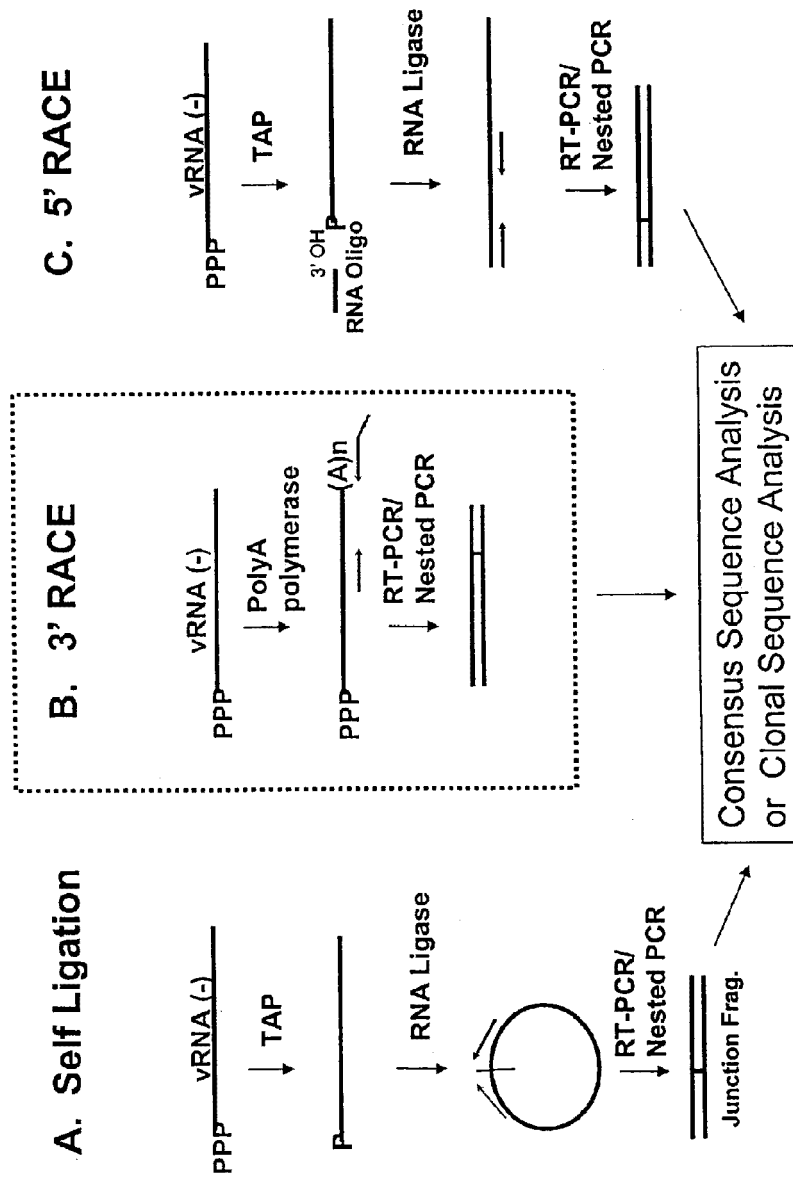 A. Self Ligation
vRNA (-)
PPP
TAP
P
RNA Ligase
RT-PCR/
Nested PCR
Junction Frag.
B. 3' RACE
vRNA (-)
PPP
PolyA
polymerase
PPP
(A)n
RT-PCR/
Nested PCR
C. 5' RACE
vRNA (-)
PPP
TAP
3' OH
P
RNA Oligo
RNA Ligase
RT-PCR/
Nested PCR
Consensus Sequence Analysis
or Clonal Sequence Analysis